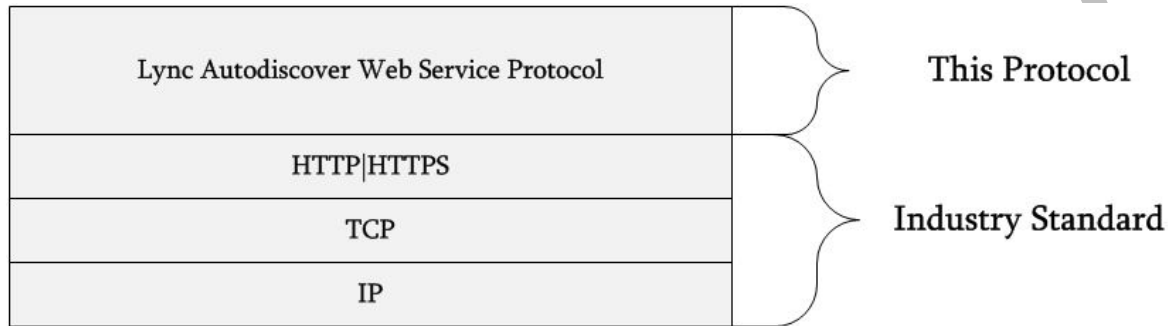 Lync Autodiscover Web Service Protocol
This Protocol
HTTP|HTTPS
TCP
Industry Standard
IP